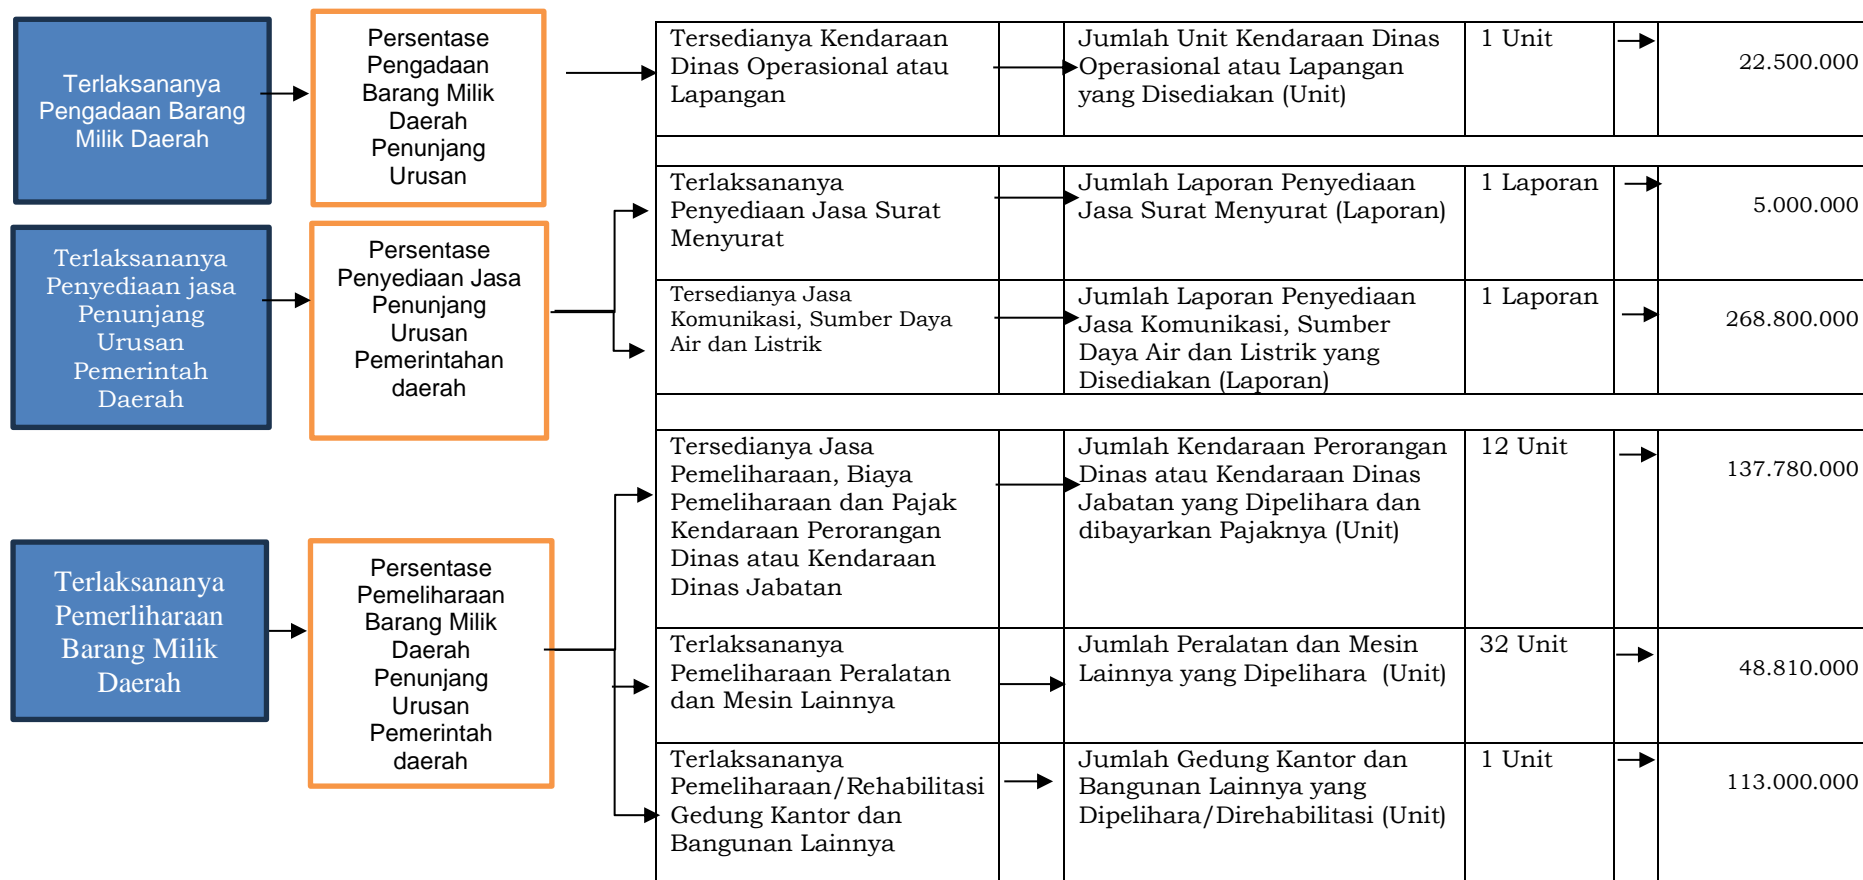 Terlaksananya
Pengadaan Barang
Milik Daerah
Persentase
Pengadaan
Barang Milik
Daerah
Penunjang
Urusan
Tersedianya Kendaraan
Dinas Operasional atau
Lapangan
Jumlah Unit Kendaraan Dinas
Operasional atau Lapangan
yang Disediakan (Unit)
1 Unit
22.500.000
Terlaksananya
Penyediaan jasa
Penunjang
Urusan
Pemerintah
Daerah
Persentase
Penyediaan Jasa
Penunjang
Urusan
Pemerintahan
daerah
Terlaksananya
Penyediaan Jasa Surat
Menyurat
Jumlah Laporan Penyediaan
Jasa Surat Menyurat (Laporan)
1 Laporan
5.000.000
Tersedianya Jasa
Komunikasi, Sumber Daya
Air dan Listrik
Jumlah Laporan Penyediaan
Jasa Komunikasi, Sumber
Daya Air dan Listrik yang
Disediakan (Laporan)
1 Laporan
268.800.000
Terlaksananya
Pemerliharaan
Barang Milik
Daerah
Persentase
Pemeliharaan
Barang Milik
Daerah
Penunjang
Urusan
Pemerintah
daerah
Tersedianya Jasa
Pemeliharaan, Biaya
Pemeliharaan dan Pajak
Kendaraan Perorangan
Dinas atau Kendaraan
Dinas Jabatan
Jumlah Kendaraan Perorangan
Dinas atau Kendaraan Dinas
Jabatan yang Dipelihara dan
dibayarkan Pajaknya (Unit)
12 Unit
137.780.000
Terlaksananya
Pemeliharaan Peralatan
dan Mesin Lainnya
Jumlah Peralatan dan Mesin
Lainnya yang Dipelihara  (Unit)
32 Unit
48.810.000
Terlaksananya
Pemeliharaan/Rehabilitasi
Gedung Kantor dan
Bangunan Lainnya
Jumlah Gedung Kantor dan
Bangunan Lainnya yang
Dipelihara/Direhabilitasi (Unit)
1 Unit
113.000.000